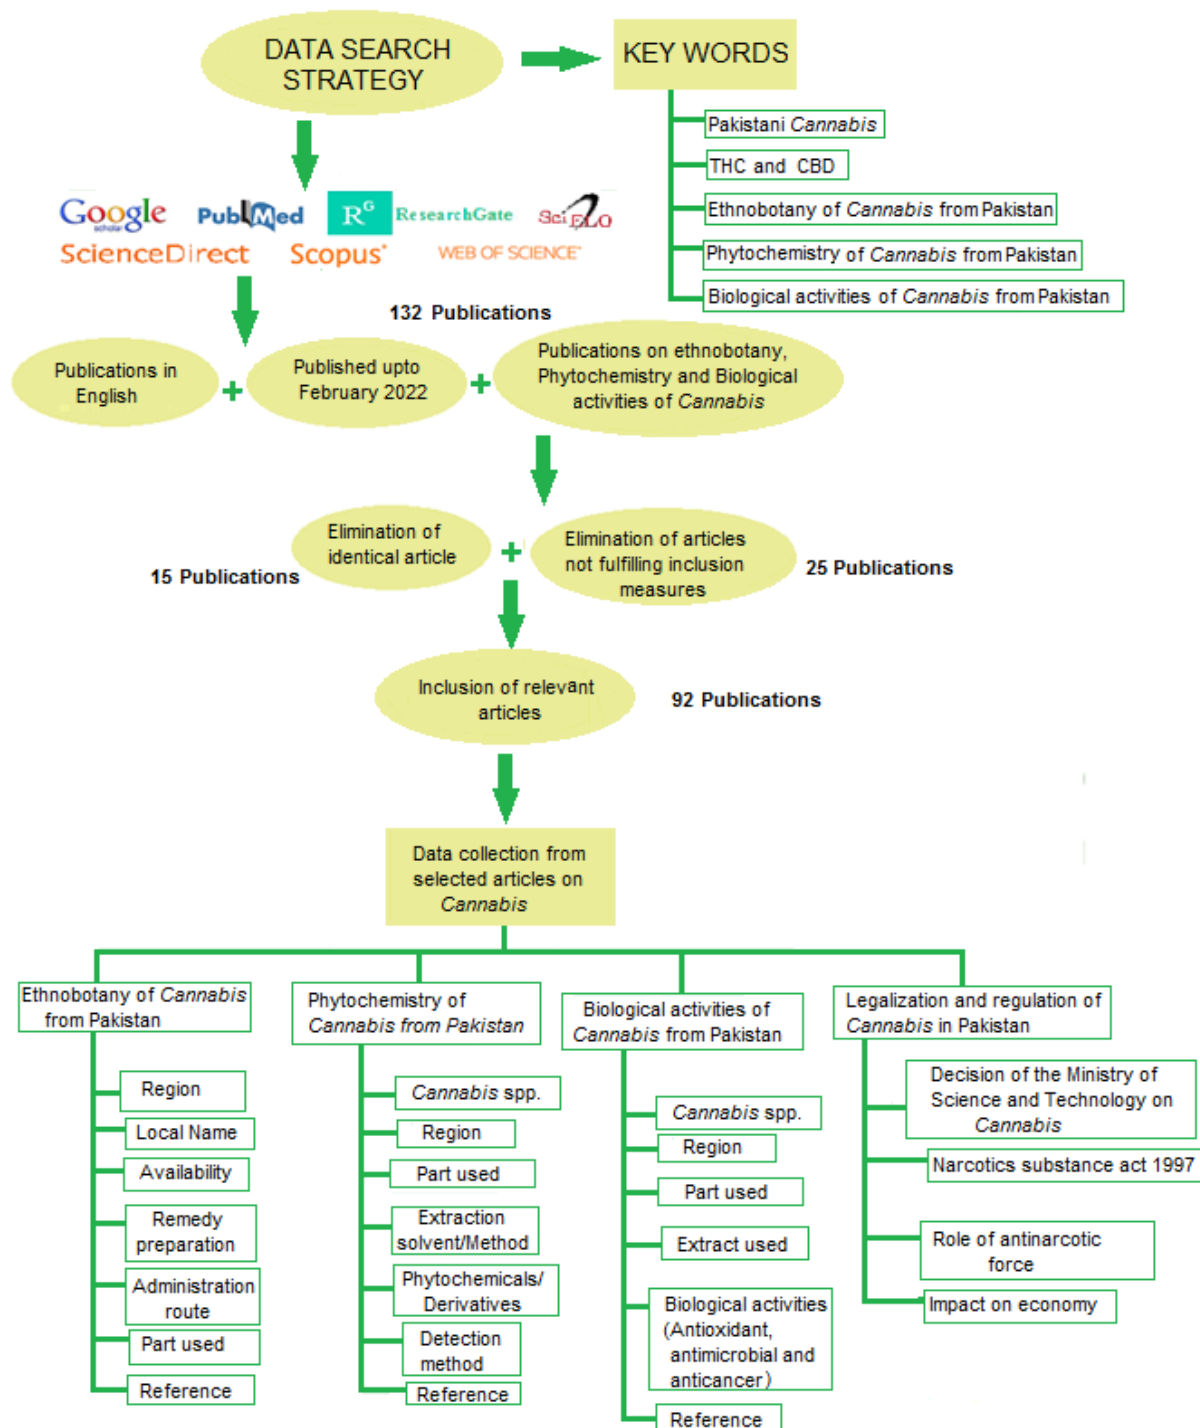 DATA SEARCH
STRATEGY
KEY WORDS
Pakistani Cannabis
THC and CBD
Ethnobotany of Cannabis from Pakistan
Phytochemistry of Cannabis from Pakistan
Biological activities of Cannabis from Pakistan
Google
scholar
PubMed
RG
ResearchGate
SciELO
ScienceDirect
Scopus
WEB OF SCIENCE
132 Publications
Publications in
English
+
Published upto
February 2022
+
Publications on ethnobotany,
Phytochemistry and Biological
activities of Cannabis
Elimination of
identical article
15 Publications
+
Elimination of articles
not fulfilling inclusion
measures
25 Publications
Inclusion of relevant
articles
92 Publications
Data collection from
selected articles on
Cannabis
Ethnobotany of Cannabis
from Pakistan
Region
Local Name
Availability
Remedy
preparation
Administration
route
Part used
Reference
Phytochemistry of
Cannabis from Pakistan
Cannabis spp.
Region
Part used
Extraction
solvent/Method
Phytochemicals/
Derivatives
Detection
method
Reference
Biological activities of
Cannabis from Pakistan
Cannabis spp.
Region
Part used
Extract used
Biological activities
(Antioxidant,
antimicrobial and
anticancer)
Reference
Legalization and regulation of
Cannabis in Pakistan
Decision of the Ministry of
Science and Technology on
Cannabis
Narcotics substance act 1997
Role of antinarcotic
force
Impact on economy